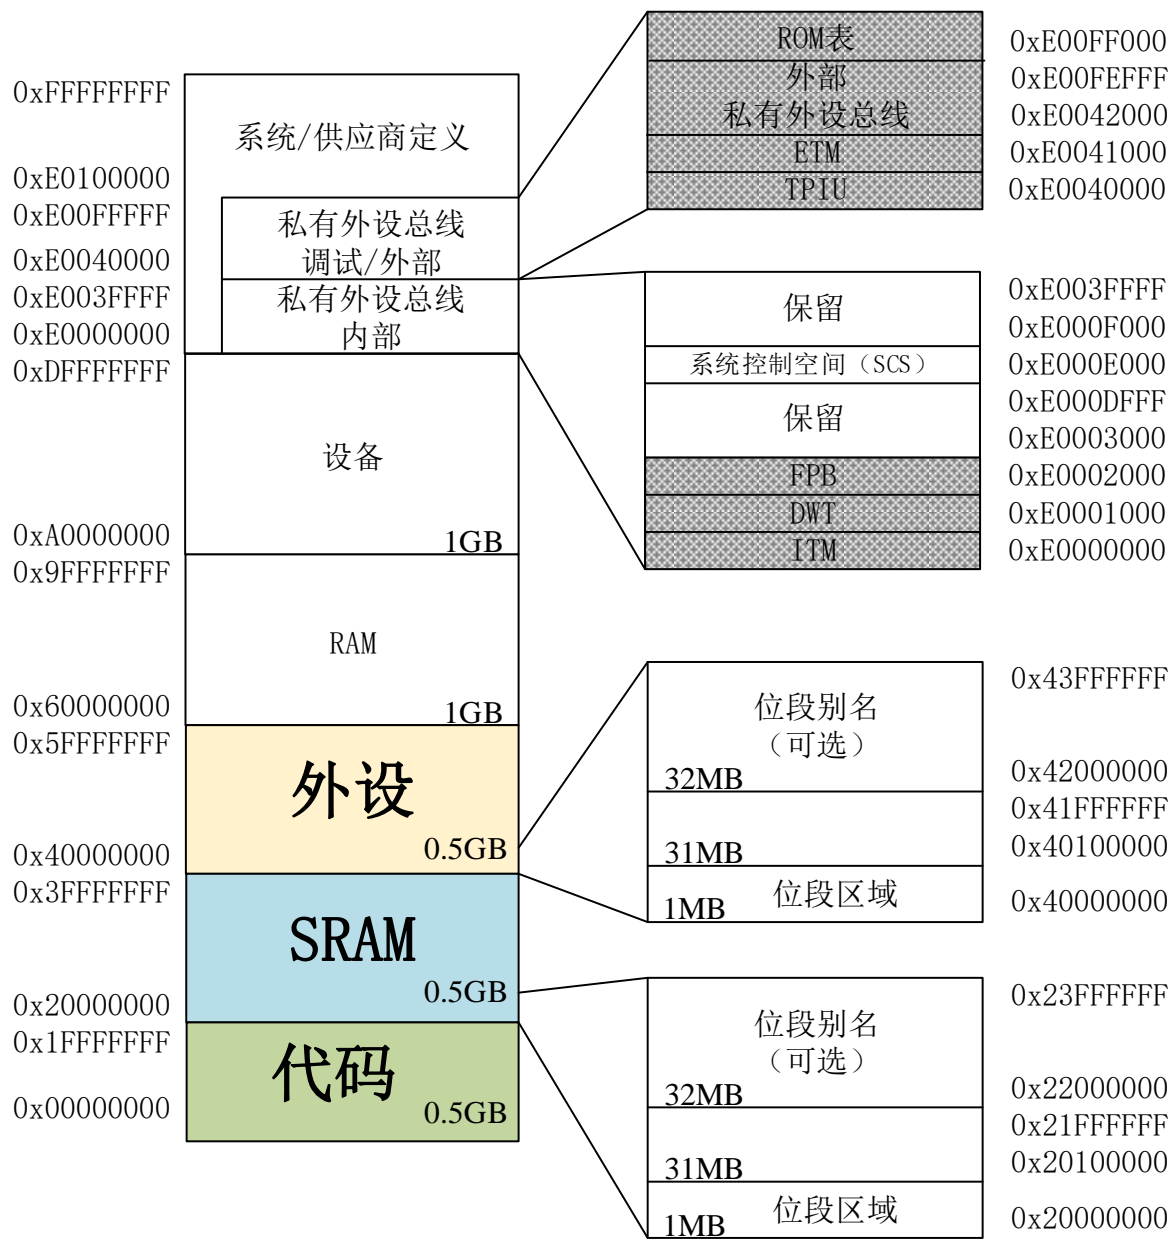 0xFFFFFFFF
系统/供应商定义
0xE0100000
0xE00FFFFF
私有外设总线
调试/外部
0xE0040000
0xE003FFFF
私有外设总线
内部
0xE0000000
0xDFFFFFFF
设备
1GB
0xA0000000
0x9FFFFFFF
RAM
1GB
0x60000000
0x5FFFFFFF
外设
0.5GB
0x40000000
0x3FFFFFFF
SRAM
0.5GB
0x20000000
0x1FFFFFFF
代码
0.5GB
0x00000000
ROM表
0xE00FF000
外部
0xE00FEFFF
私有外设总线
0xE0042000
ETM
0xE0041000
TPIU
0xE0040000
保留
0xE003FFFF
0xE000F000
系统控制空间（SCS）
0xE000E000
保留
0xE000DFFF
0xE0003000
FPB
0xE0002000
DWT
0xE0001000
ITM
0xE0000000
0x43FFFFFF
位段别名
（可选）
32MB
0x42000000
0x41FFFFFF
31MB
0x40100000
1MB
位段区域
0x40000000
0x23FFFFFF
位段别名
（可选）
32MB
0x22000000
0x21FFFFFF
31MB
0x20100000
1MB
位段区域
0x20000000